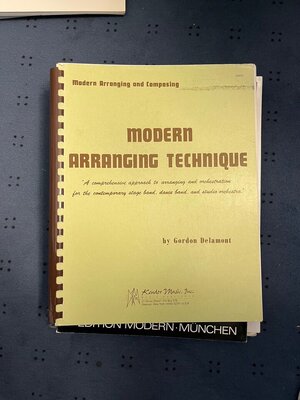 Modern Arranging and Composing
MODERN
ARRANGING TECHNIQUE
"A comprehensive approach to arranging and orchestration
for the contemporary stage band, dance band, and studio orchestra."
by Gordon Delamont
Kendor Music, Inc.
EDITION MODERN · MÜNCHEN